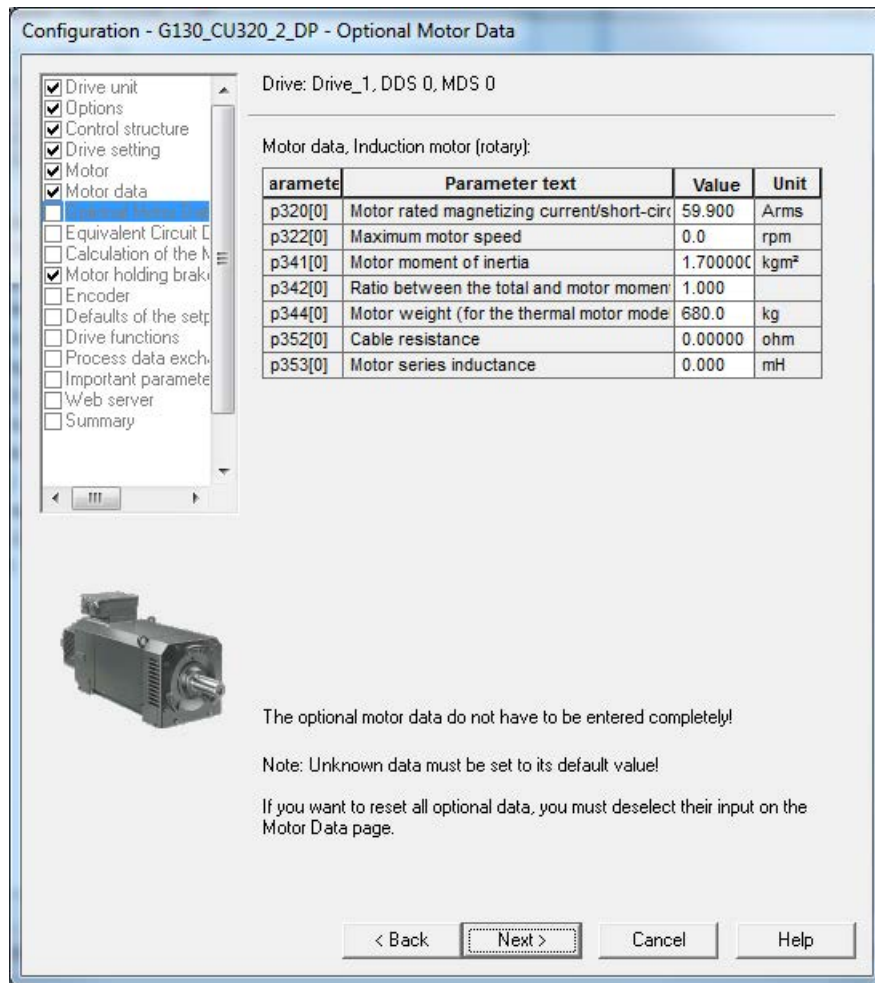 Configuration - G130_CU320_2_DP - Optional Motor Data
Drive unit
Options
Control structure
Drive setting
Motor
Motor data
Equivalent Circuit D
Calculation of the M
Motor holding brak
Encoder
Defaults of the setp
Drive functions
Process data exch
Important paramete
Web server
Summary
Drive: Drive_1, DDS 0, MDS 0
Motor data, Induction motor (rotary):
aramete Parameter text Value Unit
p320[0] Motor rated magnetizing current/short-circ 59.900 Arms
p322[0] Maximum motor speed 0.0 rpm
p341[0] Motor moment of inertia 1.700000 kgm²
p342[0] Ratio between the total and motor momen 1.000
p344[0] Motor weight (for the thermal motor mode 680.0 kg
p352[0] Cable resistance 0.00000 ohm
p353[0] Motor series inductance 0.000 mH
The optional motor data do not have to be entered completely!
Note: Unknown data must be set to its default value!
If you want to reset all optional data, you must deselect their input on the
Motor Data page.
< Back Next > Cancel Help